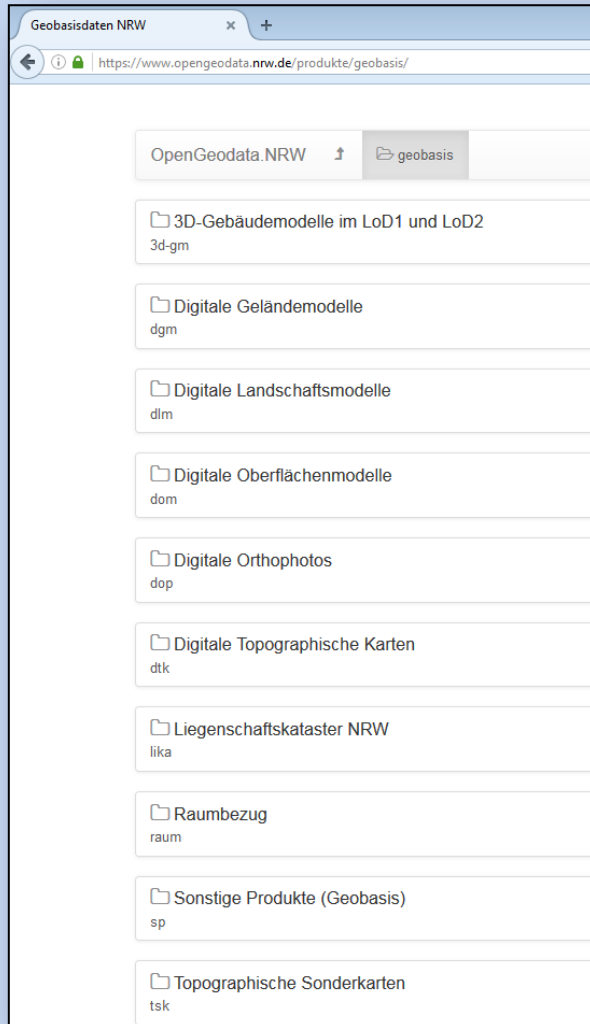 Geobasisdaten NRW
https://www.opengeodata.nrw.de/produkte/geobasis/
OpenGeodata.NRW geobasis
3D-Gebäudemodelle im LoD1 und LoD2
3d-gm
Digitale Geländemodelle
dgm
Digitale Landschaftsmodelle
dlm
Digitale Oberflächenmodelle
dom
Digitale Orthophotos
dop
Digitale Topographische Karten
dtk
Liegenschaftskataster NRW
lika
Raumbezug
raum
Sonstige Produkte (Geobasis)
sp
Topographische Sonderkarten
tsk